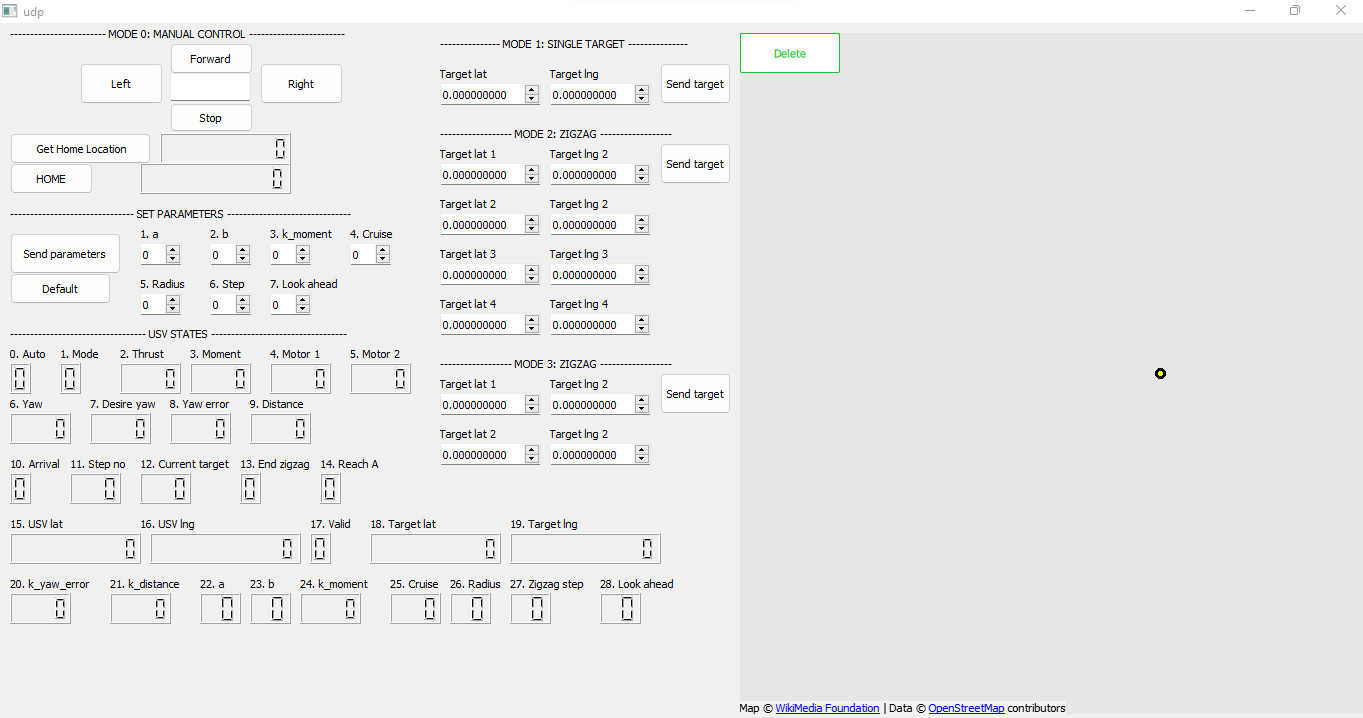 udp
------------------------ MODE 0: MANUAL CONTROL ------------------------
Forward
Left
Right
Stop
Get Home Location 0
HOME 0
------------------------------- SET PARAMETERS -------------------------------
1. a 2. b 3. k_moment 4. Cruise
Send parameters 0 0 0 0
Default
5. Radius 6. Step 7. Look ahead
0 0 0
---------------------------------- USV STATES ----------------------------------
0. Auto 1. Mode 2. Thrust 3. Moment 4. Motor 1 5. Motor 2
0 0 0 0 0 0
6. Yaw 7. Desire yaw 8. Yaw error 9. Distance
0 0 0 0
10. Arrival 11. Step no 12. Current target 13. End zigzag 14. Reach A
0 0 0 0 0
15. USV lat 16. USV lng 17. Valid 18. Target lat 19. Target lng
0 0 0 0 0
20. k_yaw_error 21. k_distance 22. a 23. b 24. k_moment 25. Cruise 26. Radius 27. Zigzag step 28. Look ahead
0 0 0 0 0 0 0 0 0
--------------- MODE 1: SINGLE TARGET ---------------
Target lat Target lng
0.000000000 0.000000000 Send target
------------------ MODE 2: ZIGZAG ------------------
Target lat 1 Target lng 2
0.000000000 0.000000000 Send target
Target lat 2 Target lng 2
0.000000000 0.000000000
Target lat 3 Target lng 3
0.000000000 0.000000000
Target lat 4 Target lng 4
0.000000000 0.000000000
------------------ MODE 3: ZIGZAG ------------------
Target lat 1 Target lng 2
0.000000000 0.000000000 Send target
Target lat 2 Target lng 2
0.000000000 0.000000000
Delete
Map © WikiMedia Foundation | Data © OpenStreetMap contributors